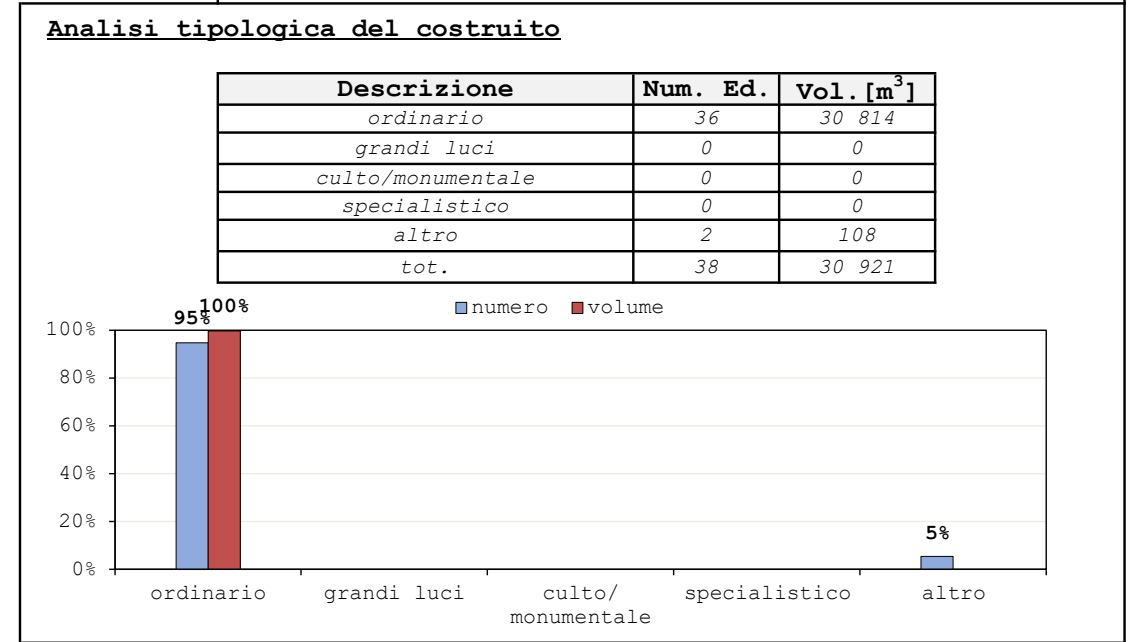 Analisi tipologica del costruito
Descrizione Num. Ed. Vol.[m³]
ordinario 36 30 814
grandi luci 0 0
culto/monumentale 0 0
specialistico 0 0
altro 2 108
tot. 38 30 921
numero volume
95% 100%
100%
80%
60%
40%
20%
0%
5%
ordinario grandi luci culto/ specialistico altro
monumentale